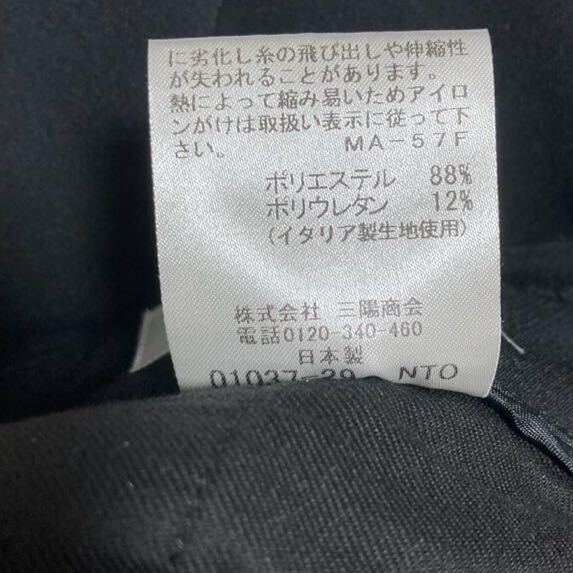 に劣化し糸の飛び出しや伸縮性
が失われることがあります。
熱によって縮み易いためアイロ
ンがけは取扱い表示に従って下
さい。 MA-57F
ポリエステル 88%
ポリウレタン 12%
(イタリア製生地使用)
株式会社 三陽商会
電話0120-340-460
日本製
01037-29 NTO